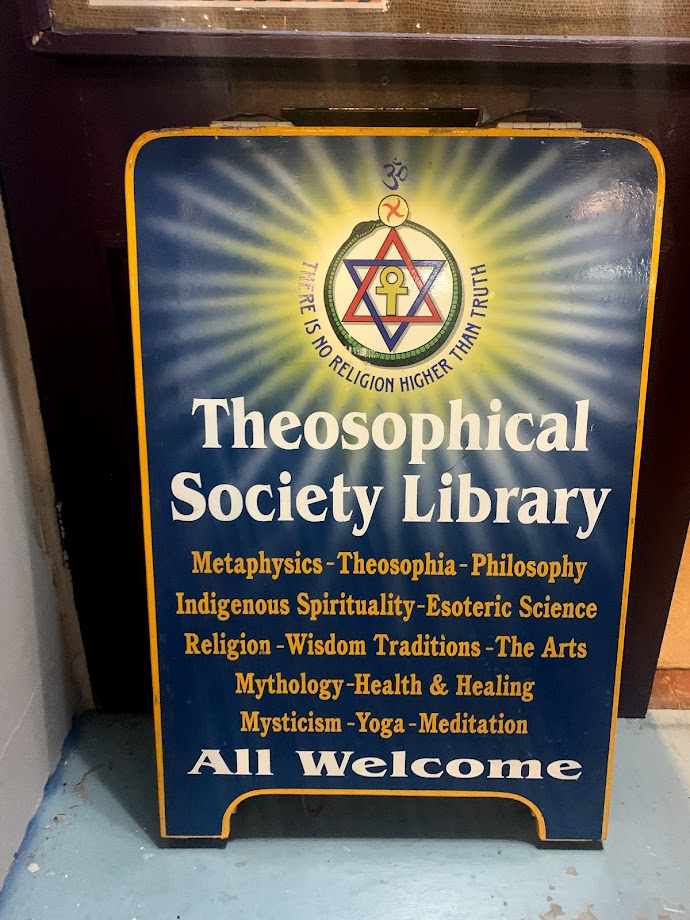 ॐ
THERE IS NO RELIGION HIGHER THAN TRUTH
Theosophical
Society Library
Metaphysics-Theosophia-Philosophy
Indigenous Spirituality-Esoteric Science
Religion-Wisdom Traditions-The Arts
Mythology-Health & Healing
Mysticism-Yoga-Meditation
All Welcome